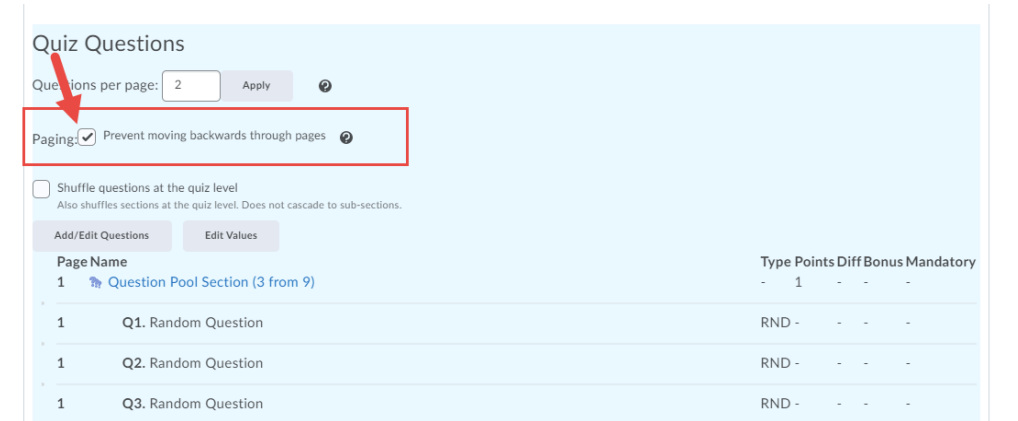 Quiz Questions
Questions per page: 2 Apply
Paging: Prevent moving backwards through pages
Shuffle questions at the quiz level
Also shuffles sections at the quiz level. Does not cascade to sub-sections.
Add/Edit Questions Edit Values
Page Name Type Points Diff Bonus Mandatory
1 Question Pool Section (3 from 9) - 1 - - -
1 Q1. Random Question RND - - - -
1 Q2. Random Question RND - - - -
1 Q3. Random Question RND - - - -